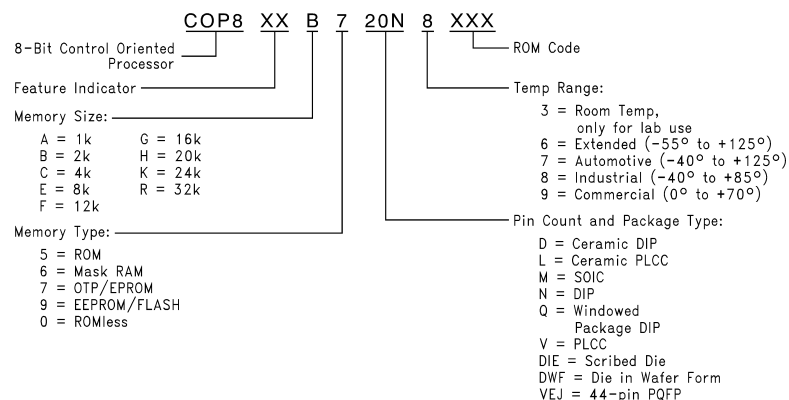 COP8 XX B 7 20N 8 XXX
8-Bit Control Oriented
Processor
Feature Indicator
Memory Size:
A = 1k G = 16k
B = 2k H = 20k
C = 4k K = 24k
E = 8k R = 32k
F = 12k
Memory Type:
5 = ROM
6 = Mask RAM
7 = OTP/EPROM
9 = EEPROM/FLASH
0 = ROMless
ROM Code
Temp Range:
3 = Room Temp,
only for lab use
6 = Extended (-55° to +125°)
7 = Automotive (-40° to +125°)
8 = Industrial (-40° to +85°)
9 = Commercial (0° to +70°)
Pin Count and Package Type:
D = Ceramic DIP
L = Ceramic PLCC
M = SOIC
N = DIP
Q = Windowed
Package DIP
V = PLCC
DIE = Scribed Die
DWF = Die in Wafer Form
VEJ = 44-pin PQFP